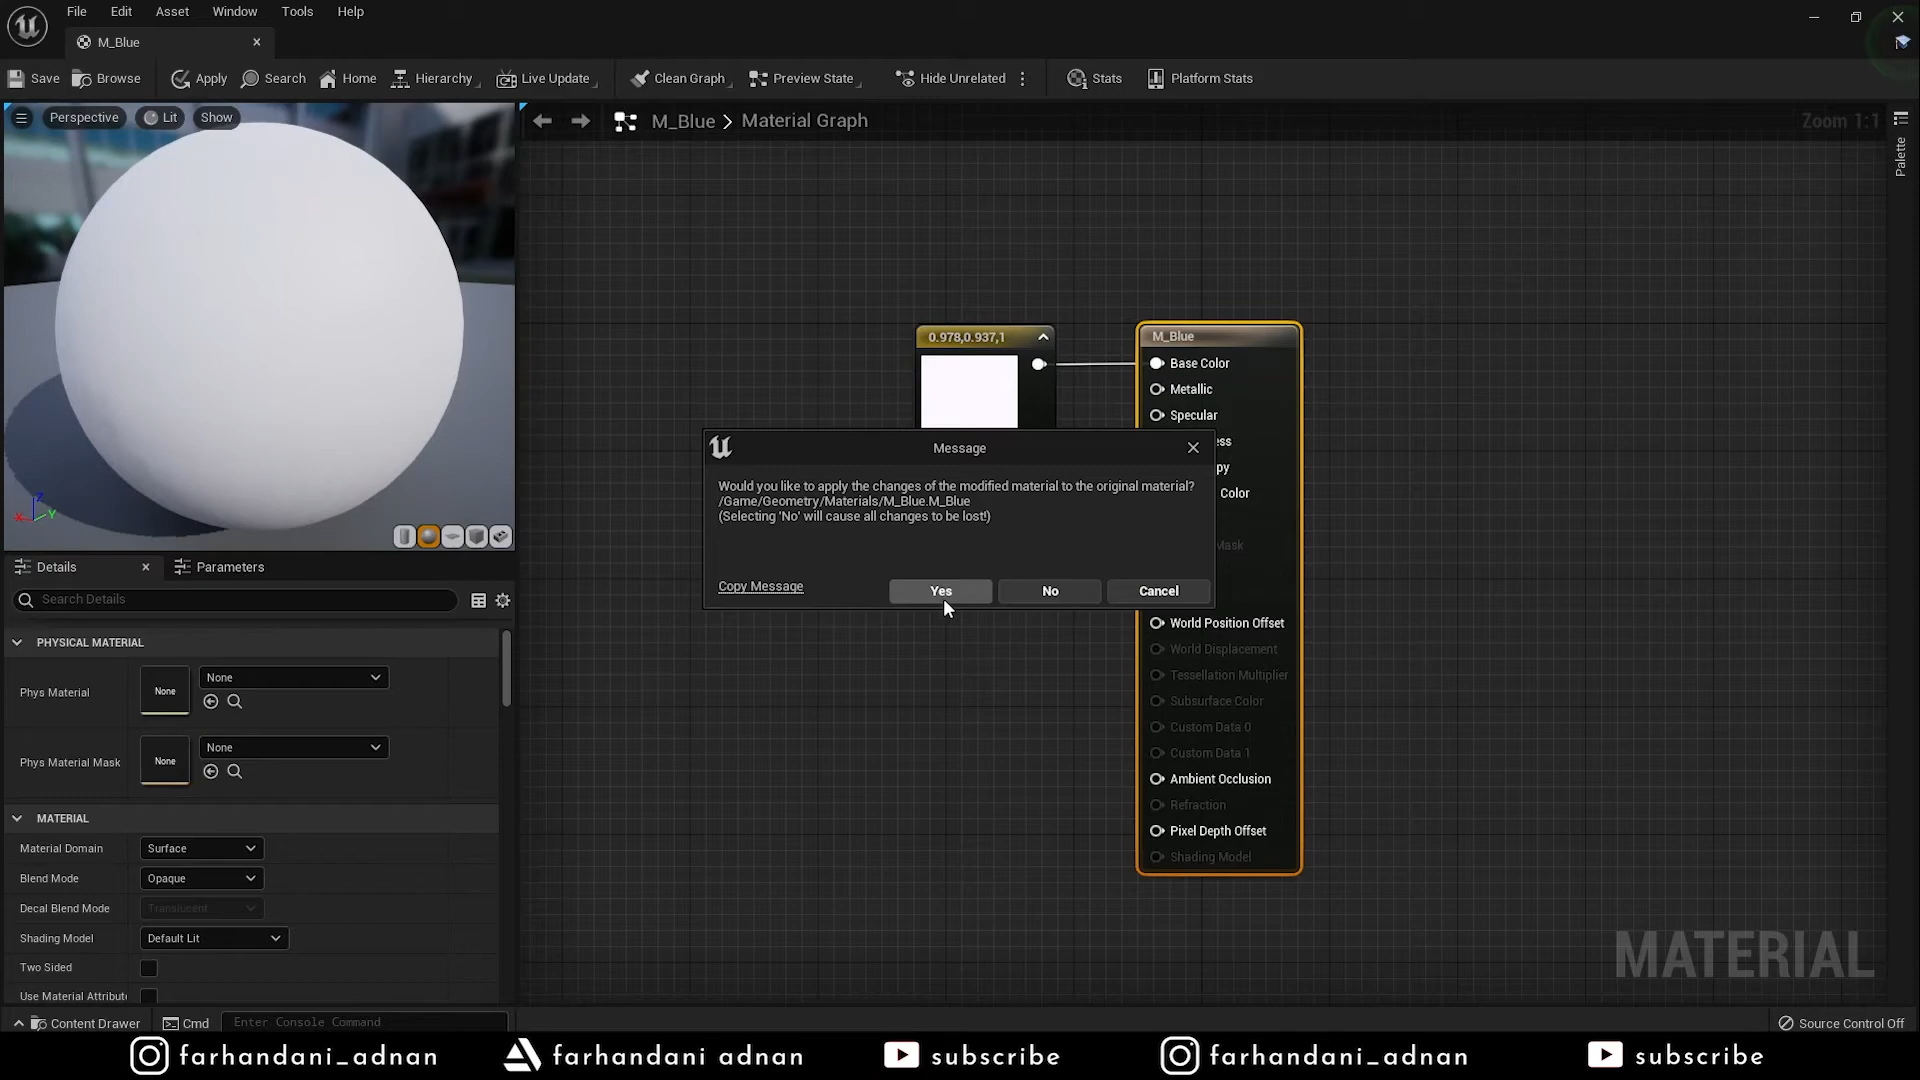 File Edit Asset Window Tools Help
M_Blue
Save Browse Apply Search Home Hierarchy Live Update Clean Graph Preview State Hide Unrelated Stats Platform Stats
Perspective Lit Show
M_Blue > Material Graph
Zoom 1:1
Palette
0.978,0.937,1
M_Blue
Base Color
Metallic
Specular
ess
py
Color
Mask
World Position Offset
World Displacement
Tessellation Multiplier
Subsurface Color
Custom Data 0
Custom Data 1
Ambient Occlusion
Refraction
Pixel Depth Offset
Shading Model
Message
Would you like to apply the changes of the modified material to the original material?
/Game/Geometry/Materials/M_Blue.M_Blue
(Selecting 'No' will cause all changes to be lost!)
Copy Message
Yes No Cancel
X Y Z
Details Parameters
Search Details
PHYSICAL MATERIAL
Phys Material None None
Phys Material Mask None None
MATERIAL
Material Domain Surface
Blend Mode Opaque
Decal Blend Mode Translucent
Shading Model Default Lit
Two Sided
Use Material Attribut
MATERIAL
Content Drawer Cmd Enter Console Command Source Control Off
farhandani_adnan farhandani adnan subscribe farhandani_adnan subscribe